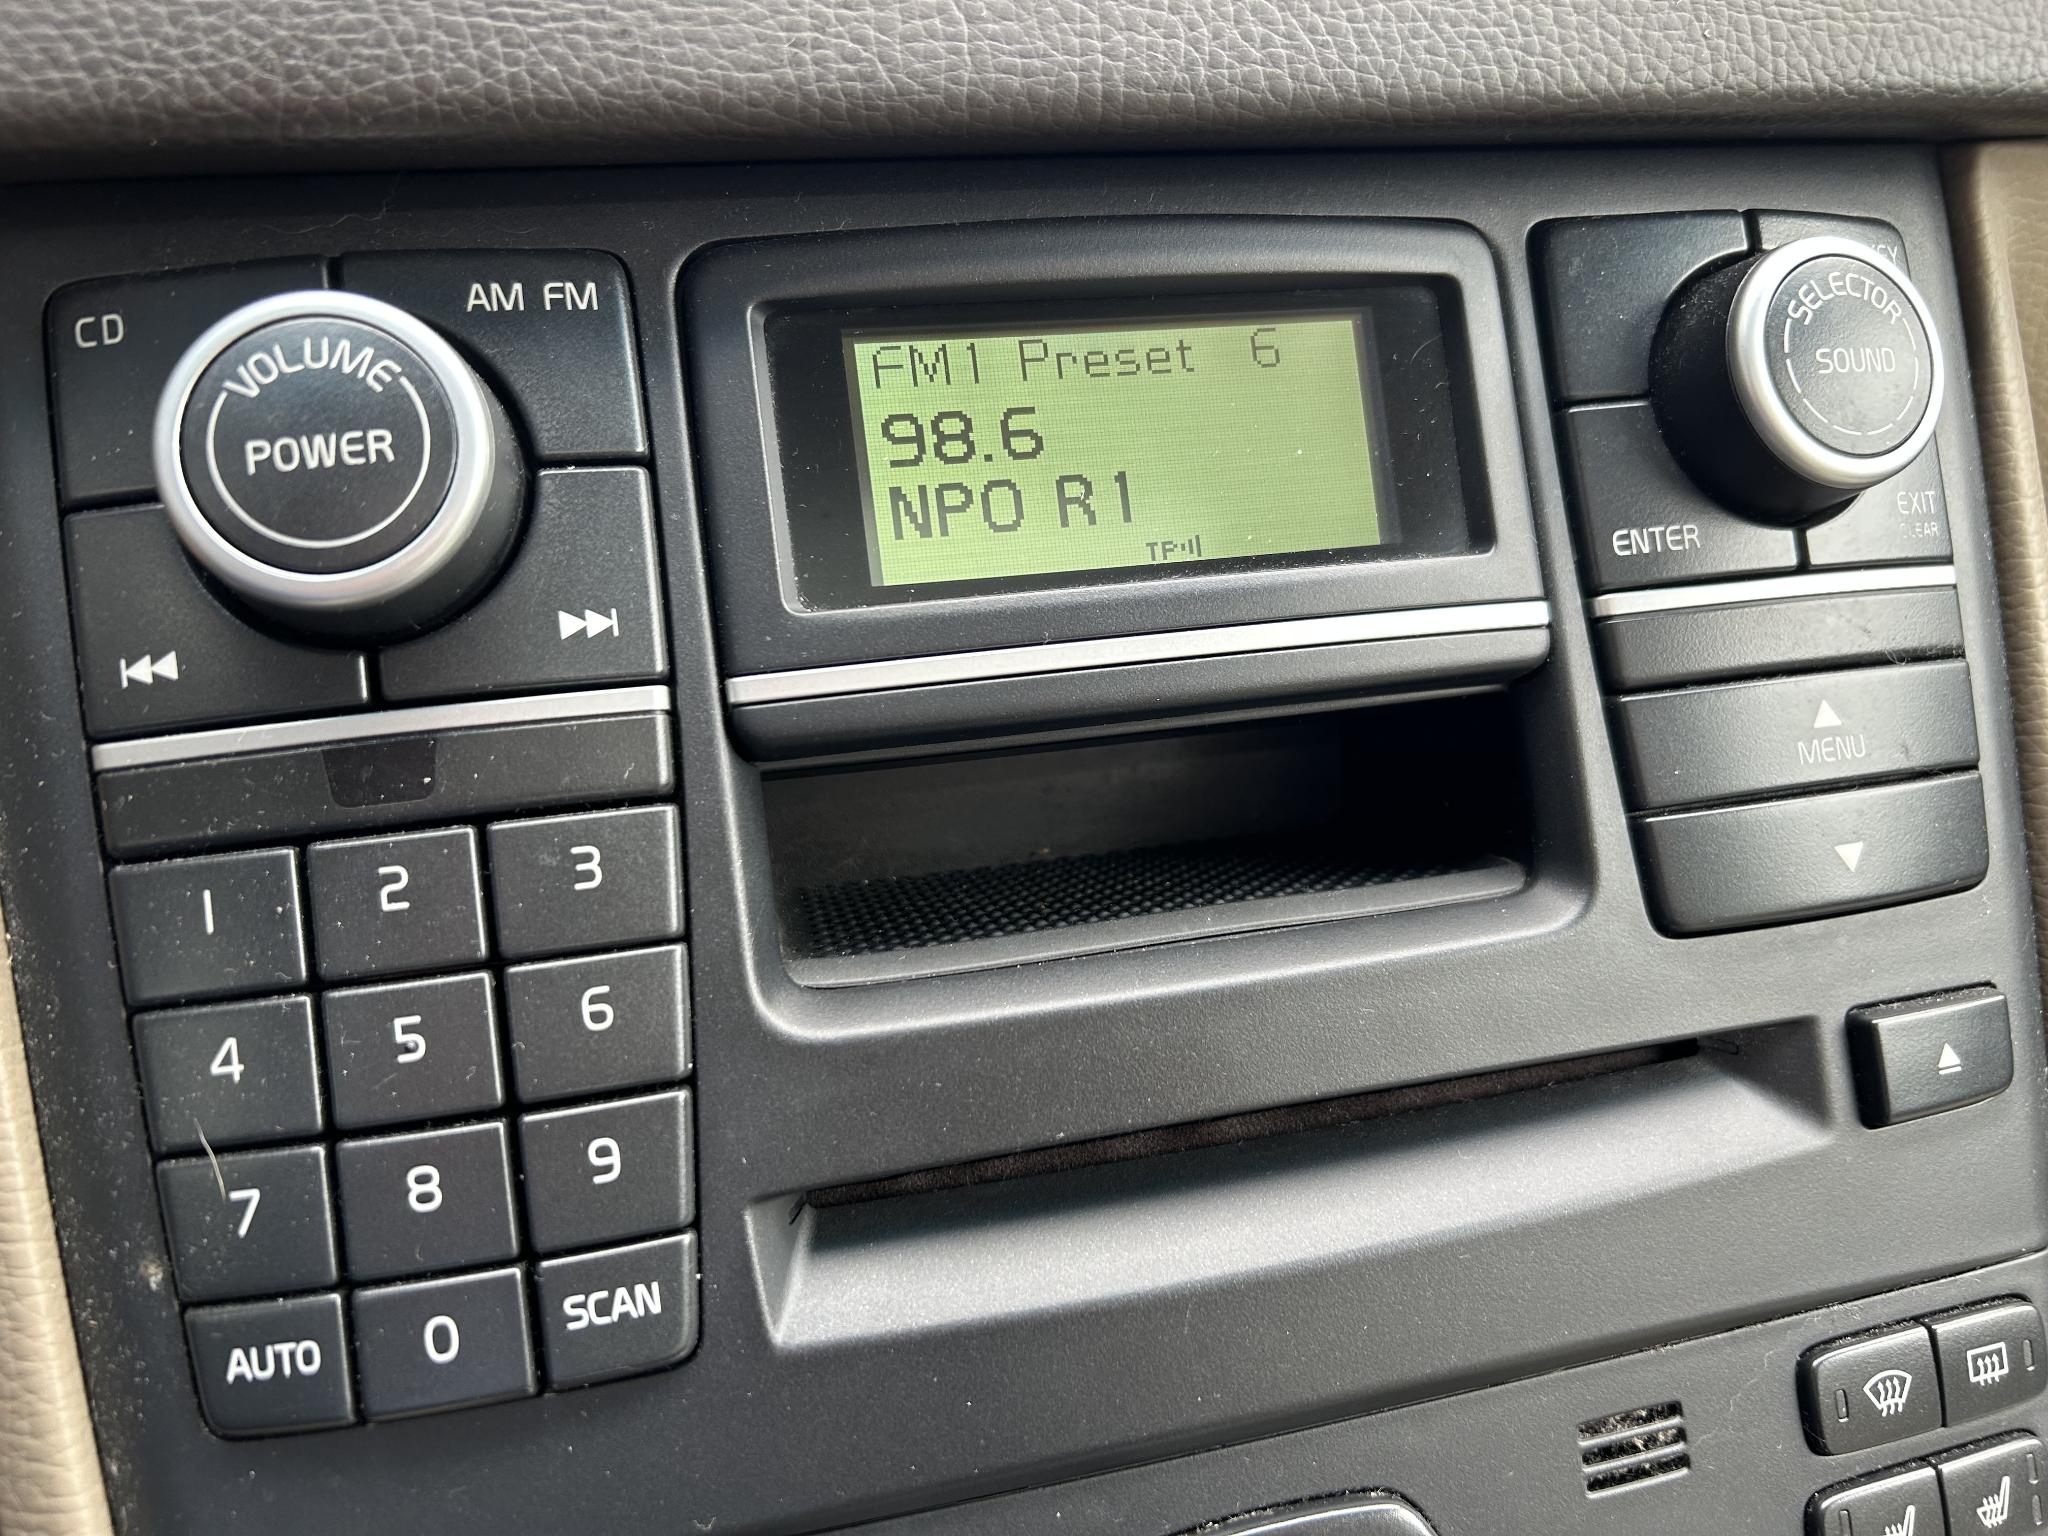 CD
AM FM
VOLUME
POWER
FM1 Preset 6
98.6
NPO R1
TP
SELECTOR
SOUND
ENTER
EXIT
CLEAR
MENU
1 2 3
4 5 6
7 8 9
AUTO 0 SCAN